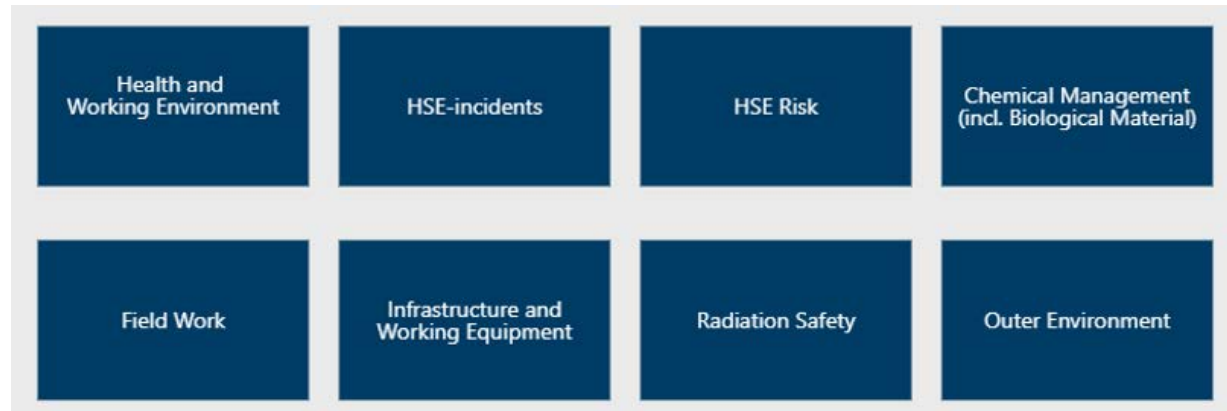 Health and
Working Environment
HSE-incidents
HSE Risk
Chemical Management
(incl. Biological Material)
Field Work
Infrastructure and
Working Equipment
Radiation Safety
Outer Environment